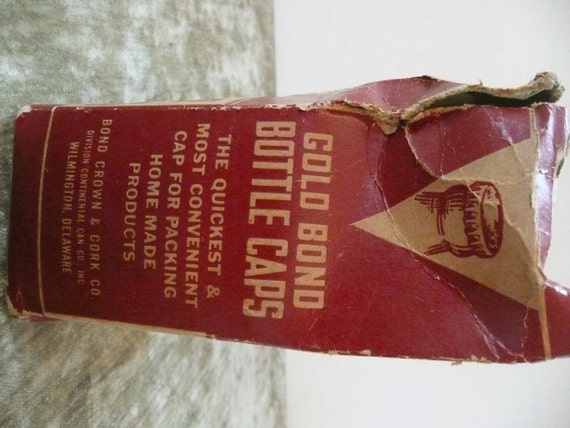 GOLD BOND
BOTTLE CAPS
THE QUICKEST &
MOST CONVENIENT
CAP FOR PACKING
HOME MADE
PRODUCTS
BOND CROWN & CORK CO.
DIVISION·CONTINENTAL CAN CO. INC.
WILMINGTON, DELAWARE